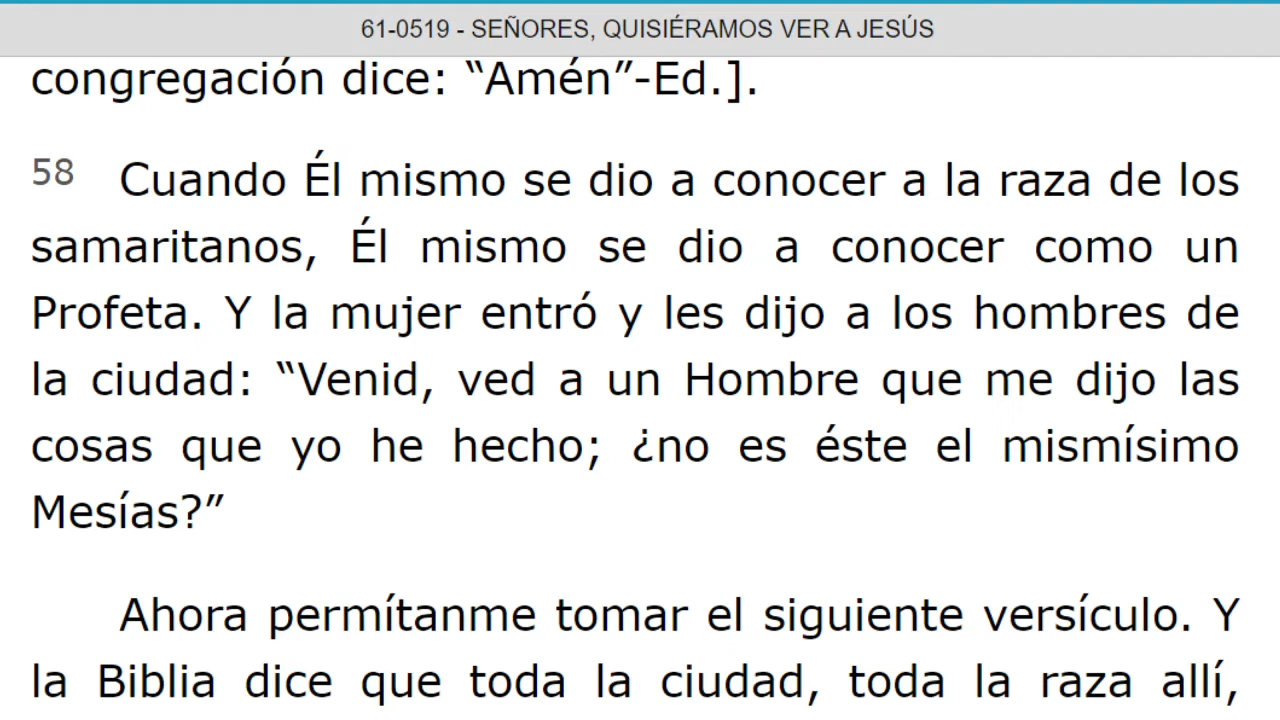 61-0519 - SEÑORES, QUISIÉRAMOS VER A JESÚS
congregación dice: “Amén”-Ed.].
58 Cuando Él mismo se dio a conocer a la raza de los
samaritanos, Él mismo se dio a conocer como un
Profeta. Y la mujer entró y les dijo a los hombres de
la ciudad: “Venid, ved a un Hombre que me dijo las
cosas que yo he hecho; ¿no es éste el mismísimo
Mesías?”
Ahora permítanme tomar el siguiente versículo. Y
la Biblia dice que toda la ciudad, toda la raza allí,